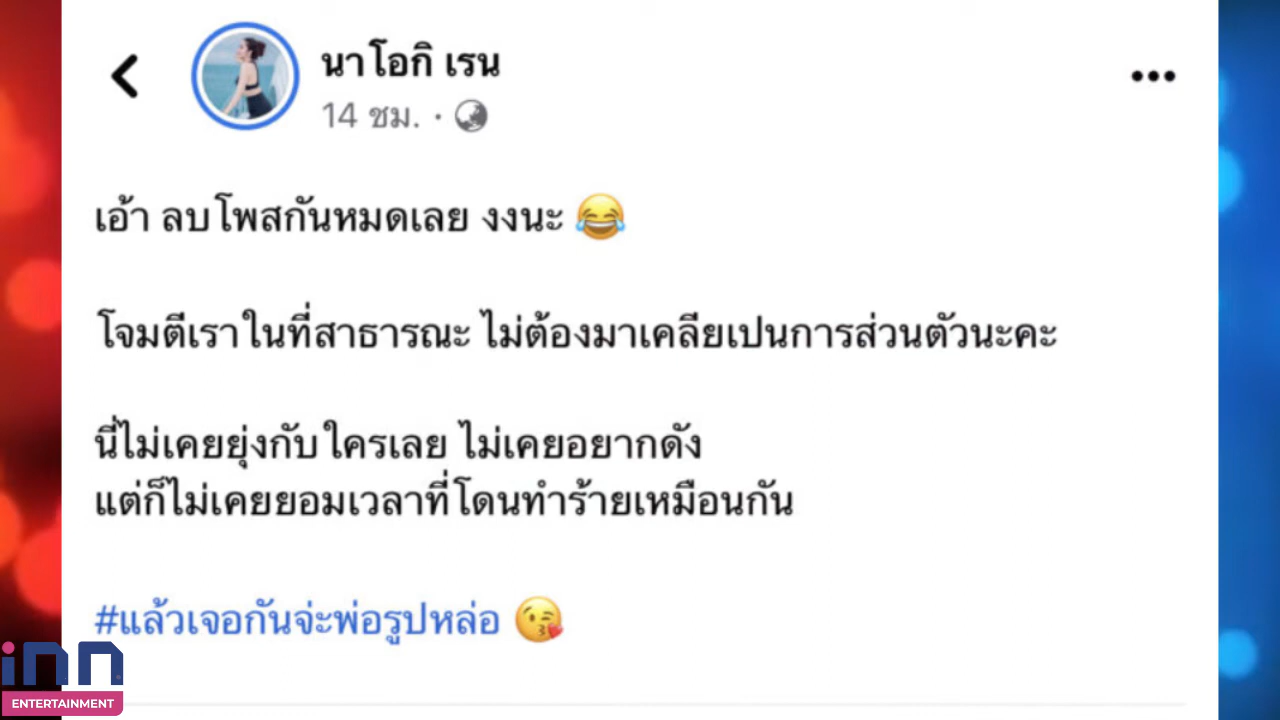 นาโอกิ เรน
14 ชม. ·
เอ้า ลบโพสกันหมดเลย งงนะ 😂
โจมตีเราในที่สาธารณะ ไม่ต้องมาเคลียเปนการส่วนตัวนะคะ
นี่ไม่เคยยุ่งกับใครเลย ไม่เคยอยากดัง
แต่ก็ไม่เคยยอมเวลาที่โดนทำร้ายเหมือนกัน
#แล้วเจอกันจ่ะพ่อรูปหล่อ 😘
inn
ENTERTAINMENT